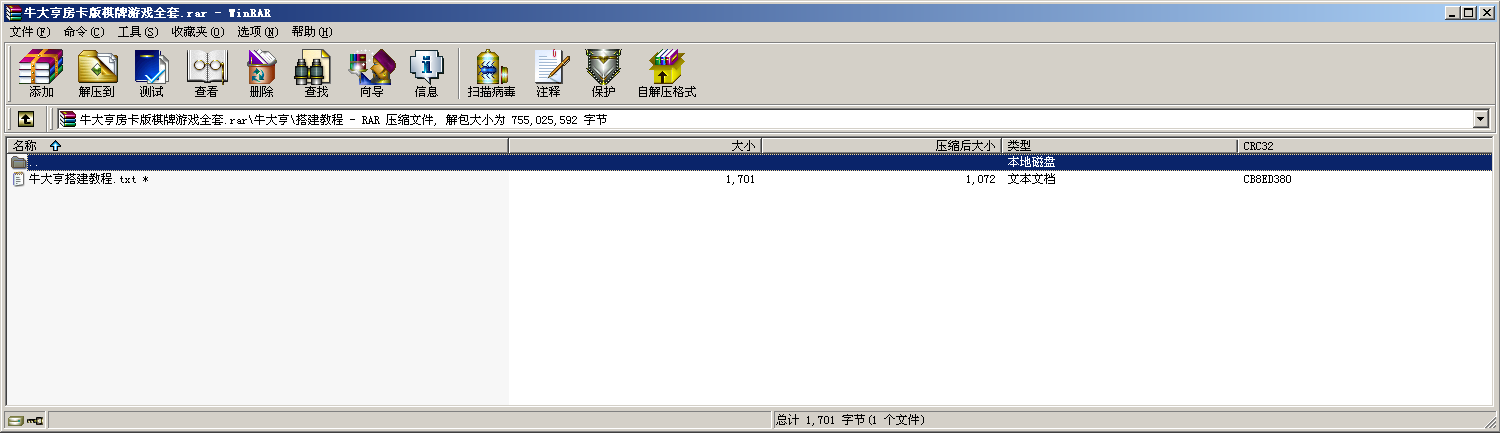 牛大亨房卡版棋牌游戏全套.rar - WinRAR
文件(F) 命令(C) 工具(S) 收藏夹(O) 选项(N) 帮助(H)
添加 解压到 测试 查看 删除 查找 向导 信息 扫描病毒 注释 保护 自解压格式
牛大亨房卡版棋牌游戏全套.rar\牛大亨\搭建教程 - RAR 压缩文件, 解包大小为 755,025,592 字节
名称 大小 压缩后大小 类型 CRC32
.. 本地磁盘
牛大亨搭建教程.txt * 1,701 1,072 文本文档 CB8ED380
总计 1,701 字节(1 个文件)